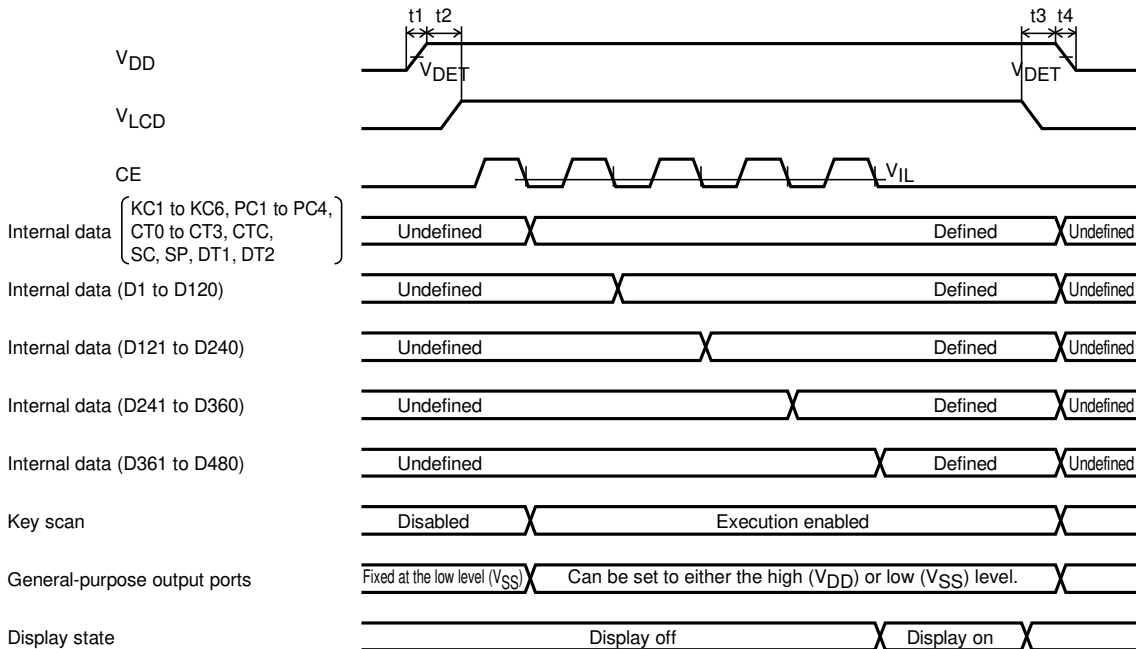 t1 t2 t3 t4
VDD
VDET VDET
VLCD
CE
VIL
Internal data
KC1 to KC6, PC1 to PC4,
CT0 to CT3, CTC,
SC, SP, DT1, DT2
Undefined Defined Undefined
Internal data (D1 to D120) Undefined Defined Undefined
Internal data (D121 to D240) Undefined Defined Undefined
Internal data (D241 to D360) Undefined Defined Undefined
Internal data (D361 to D480) Undefined Defined Undefined
Key scan Disabled Execution enabled
General-purpose output ports Fixed at the low level (VSS) Can be set to either the high (VDD) or low (VSS) level.
Display state Display off Display on